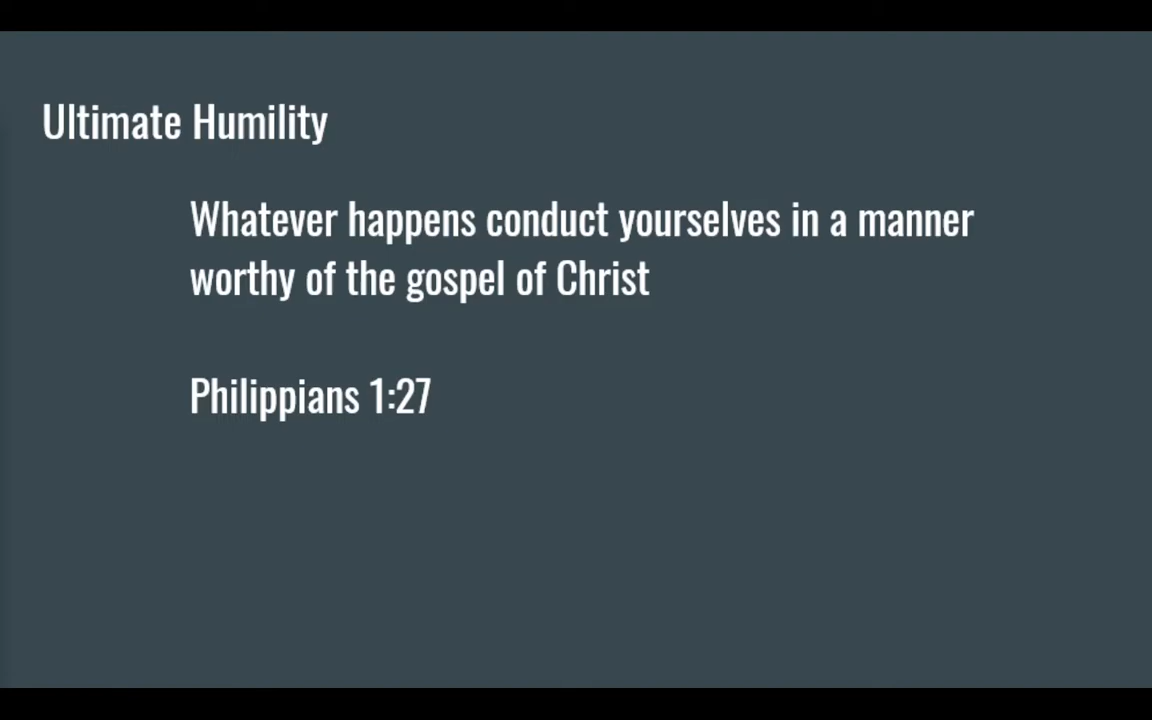 Ultimate Humility
Whatever happens conduct yourselves in a manner
worthy of the gospel of Christ
Philippians 1:27